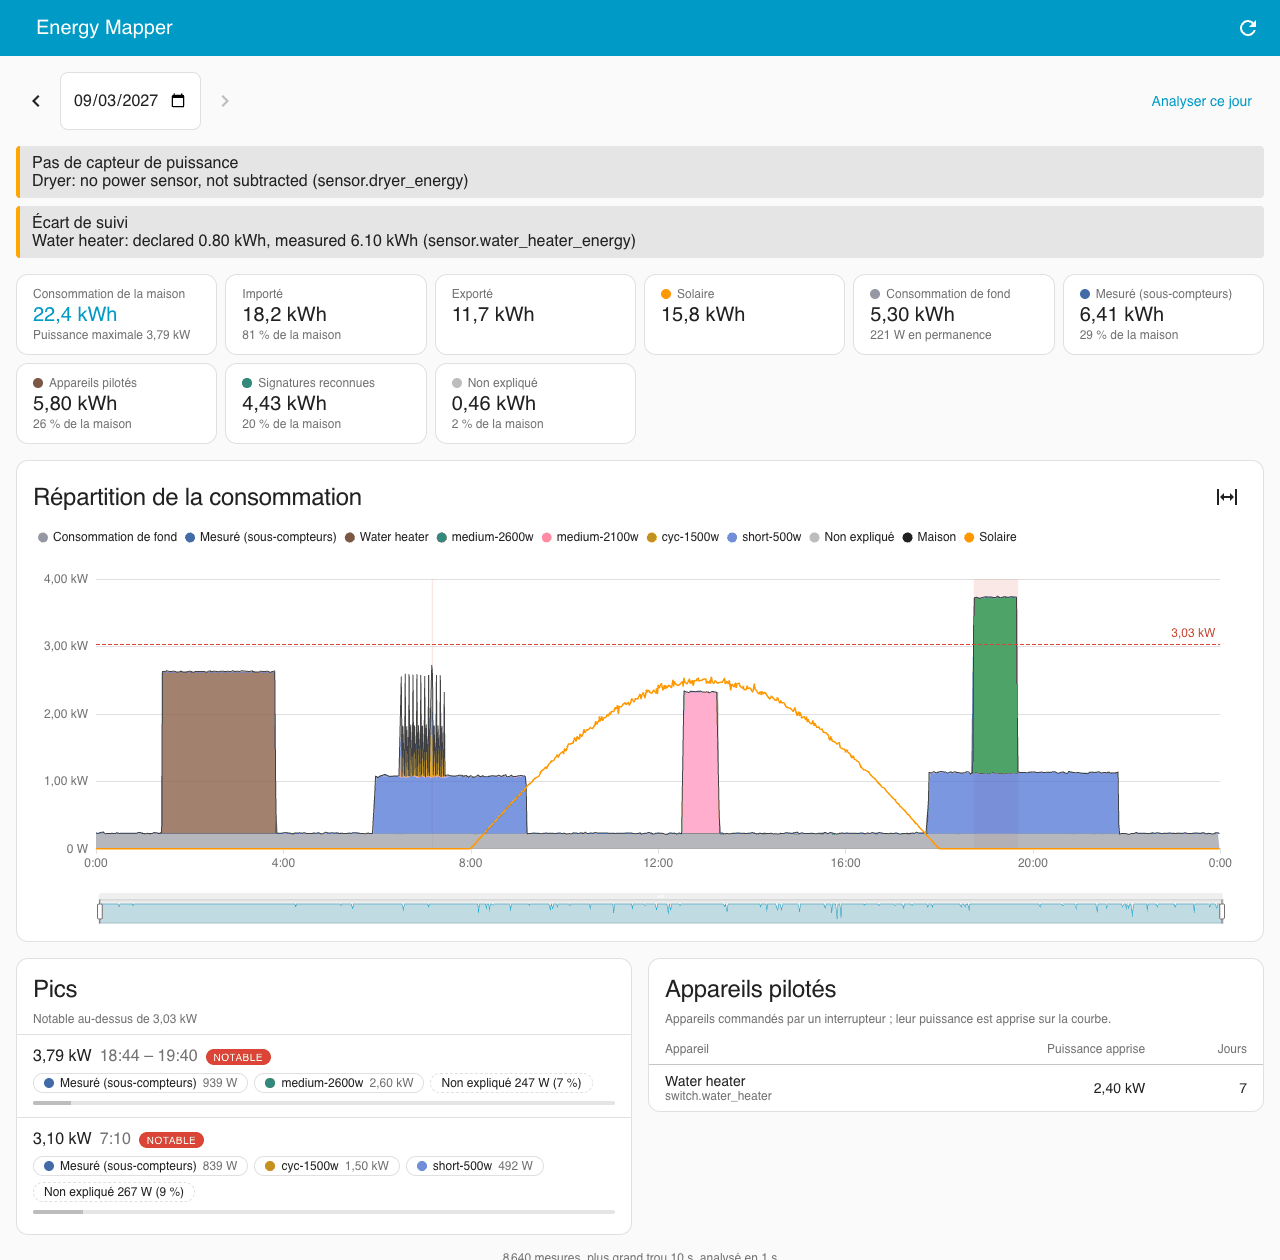 Energy Mapper
09/03/2027
Analyser ce jour
Pas de capteur de puissance
Dryer: no power sensor, not subtracted (sensor.dryer_energy)
Écart de suivi
Water heater: declared 0.80 kWh, measured 6.10 kWh (sensor.water_heater_energy)
Consommation de la maison
22,4 kWh
Puissance maximale 3,79 kW
Importé
18,2 kWh
81 % de la maison
Exporté
11,7 kWh
Solaire
15,8 kWh
Consommation de fond
5,30 kWh
221 W en permanence
Mesuré (sous-compteurs)
6,41 kWh
29 % de la maison
Appareils pilotés
5,80 kWh
26 % de la maison
Signatures reconnues
4,43 kWh
20 % de la maison
Non expliqué
0,46 kWh
2 % de la maison
Répartition de la consommation
Consommation de fond Mesuré (sous-compteurs) Water heater medium-2600w medium-2100w cyc-1500w short-500w Non expliqué Maison Solaire
4,00 kW
3,00 kW
2,00 kW
1,00 kW
0 W
3,03 kW
0:00 4:00 8:00 12:00 16:00 20:00 0:00
Pics
Notable au-dessus de 3,03 kW
3,79 kW 18:44 – 19:40 NOTABLE
Mesuré (sous-compteurs) 939 W medium-2600w 2,60 kW Non expliqué 247 W (7 %)
3,10 kW 7:10 NOTABLE
Mesuré (sous-compteurs) 839 W cyc-1500w 1,50 kW short-500w 492 W
Non expliqué 267 W (9 %)
Appareils pilotés
Appareils commandés par un interrupteur ; leur puissance est apprise sur la courbe.
Appareil Puissance apprise Jours
Water heater 2,40 kW 7
switch.water_heater
8 640 mesures, plus grand trou 10 s, analysé en 1 s